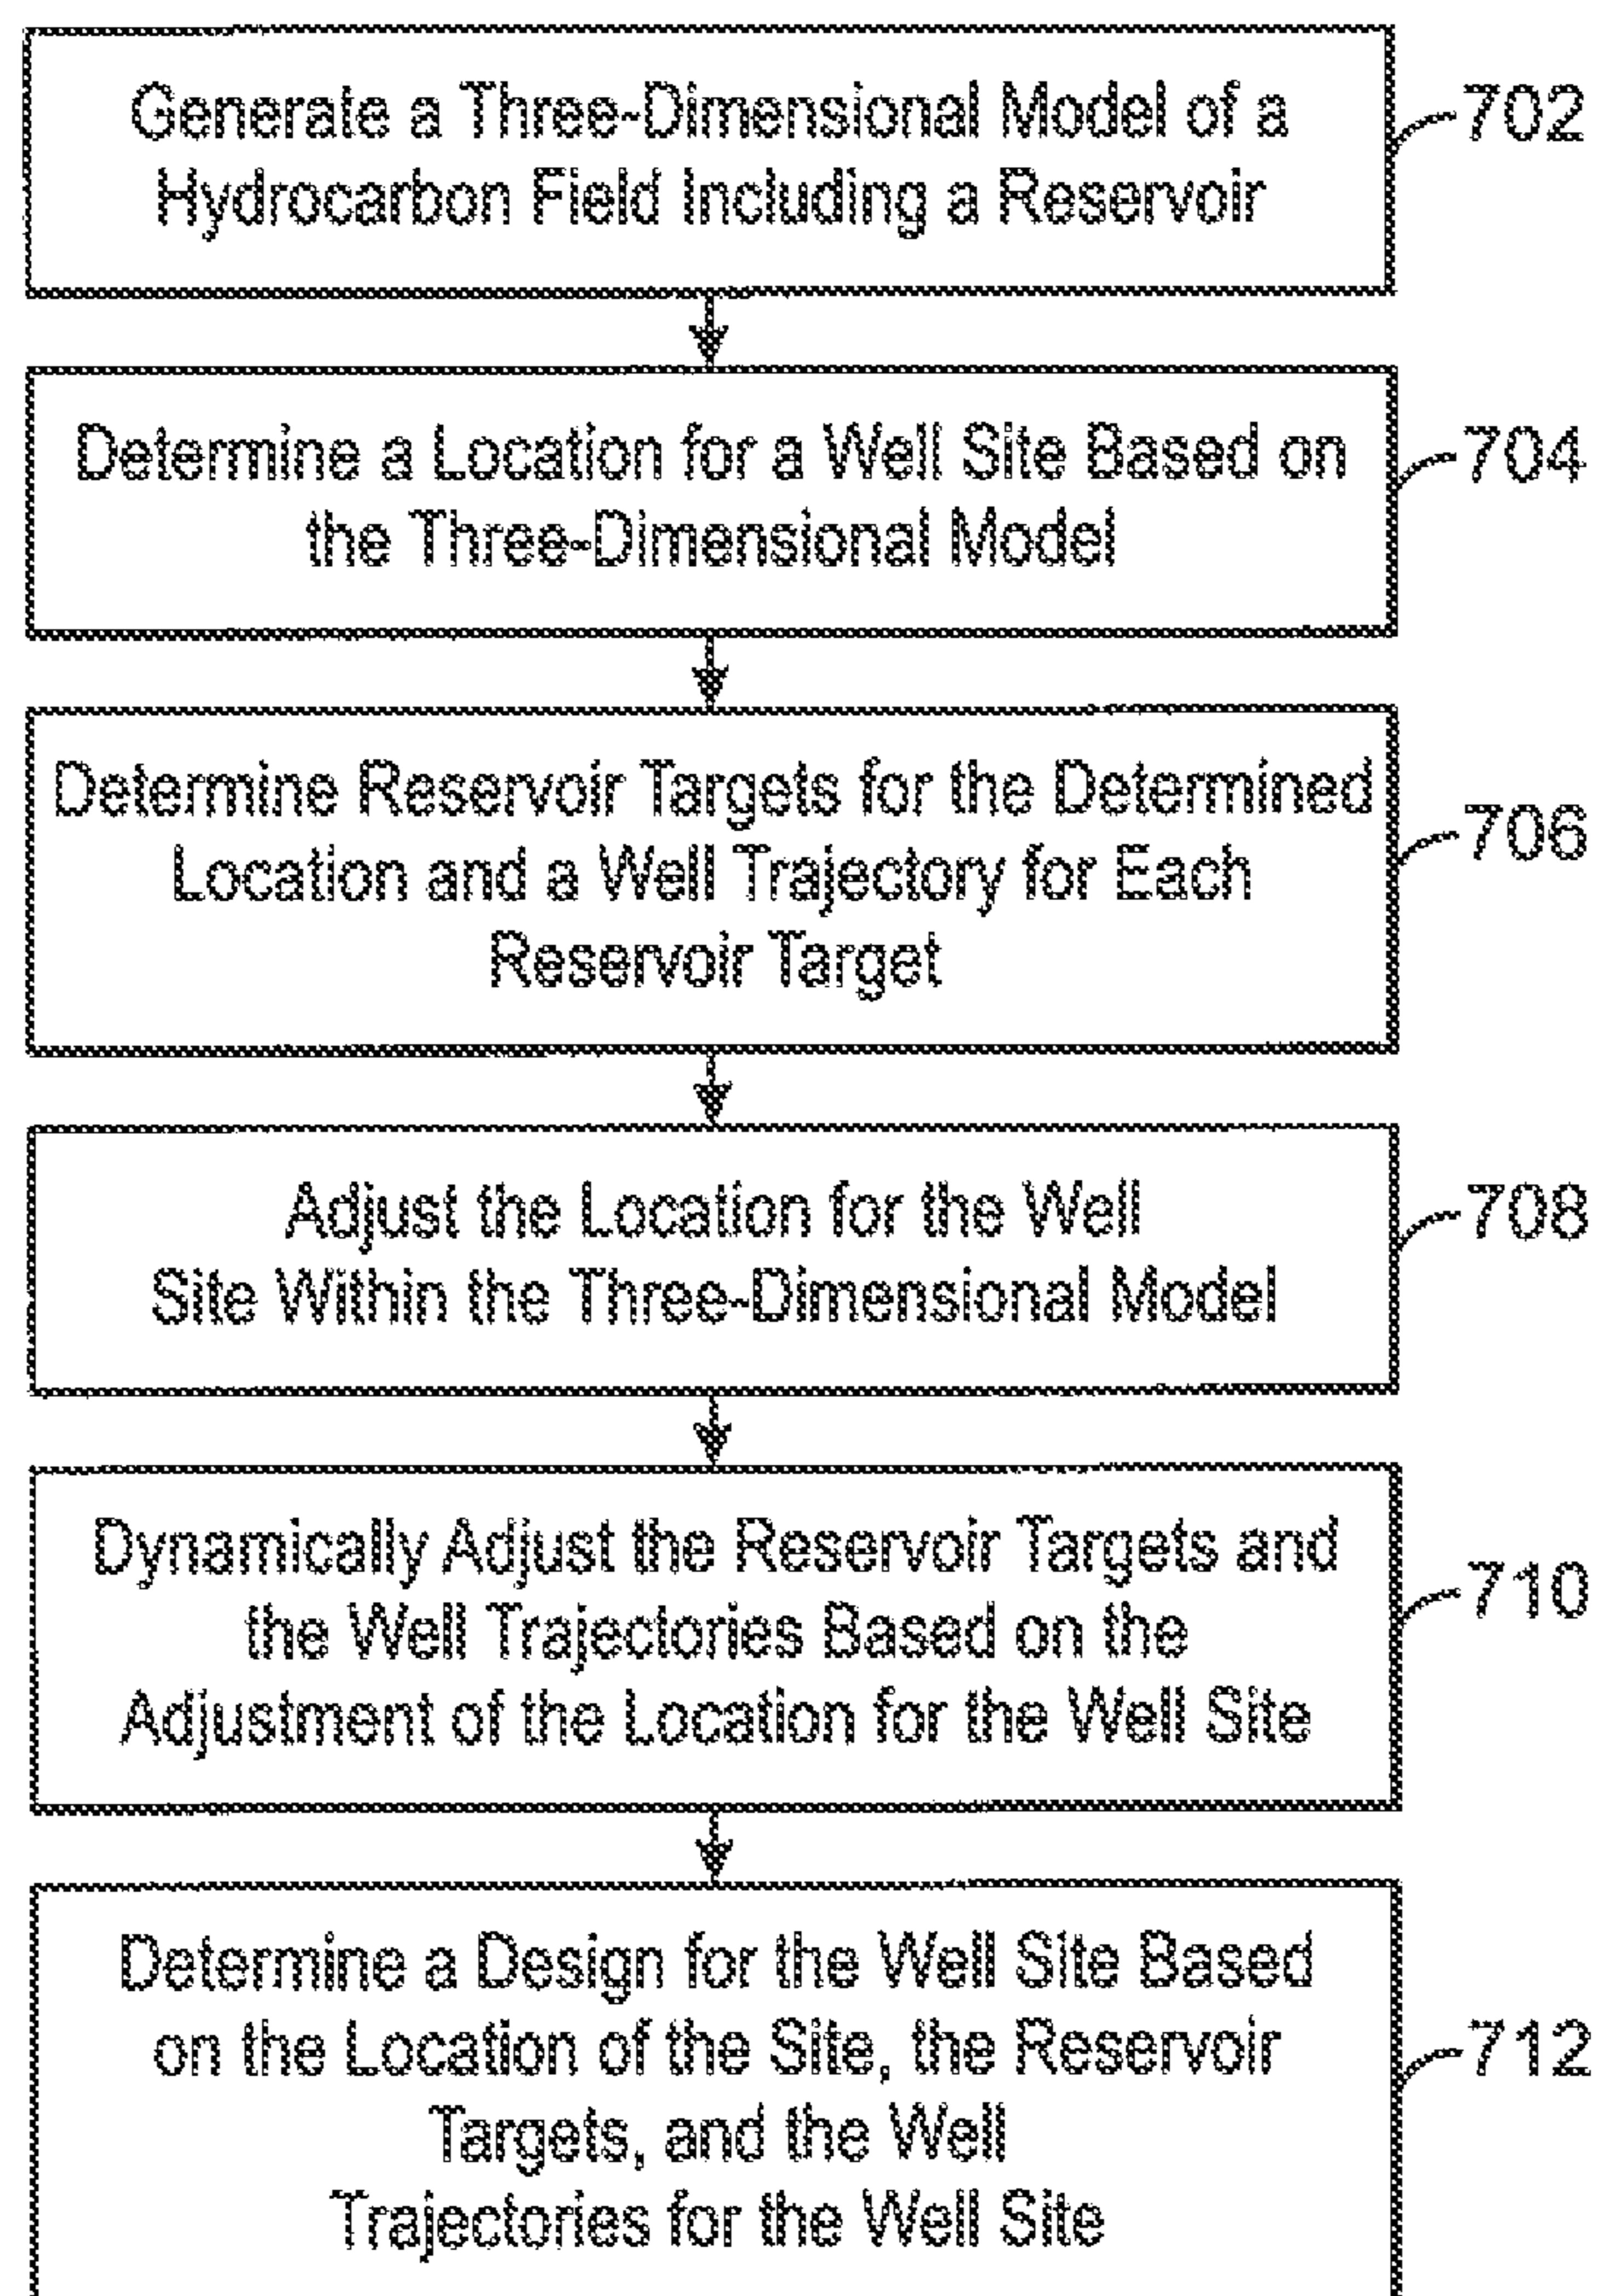 Generate a Three-Dimensional Model of a
Hydrocarbon Field Including a Reservoir
702
Determine a Location for a Well Site Based on
the Three-Dimensional Model
704
Determine Reservoir Targets for the Determined
Location and a Well Trajectory for Each
Reservoir Target
706
Adjust the Location for the Well
Site Within the Three-Dimensional Model
708
Dynamically Adjust the Reservoir Targets and
the Well Trajectories Based on the
Adjustment of the Location for the Well Site
710
Determine a Design for the Well Site Based
on the Location of the Site, the Reservoir
Targets, and the Well
Trajectories for the Well Site
712